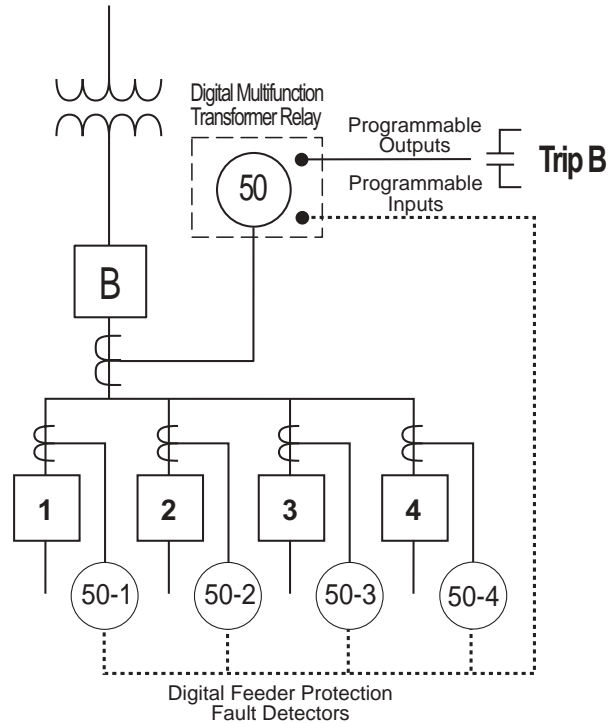 Digital Multifunction
Transformer Relay
Programmable
Outputs
Trip B
50
Programmable
Inputs
B
1
2
3
4
50-1
50-2
50-3
50-4
Digital Feeder Protection
Fault Detectors